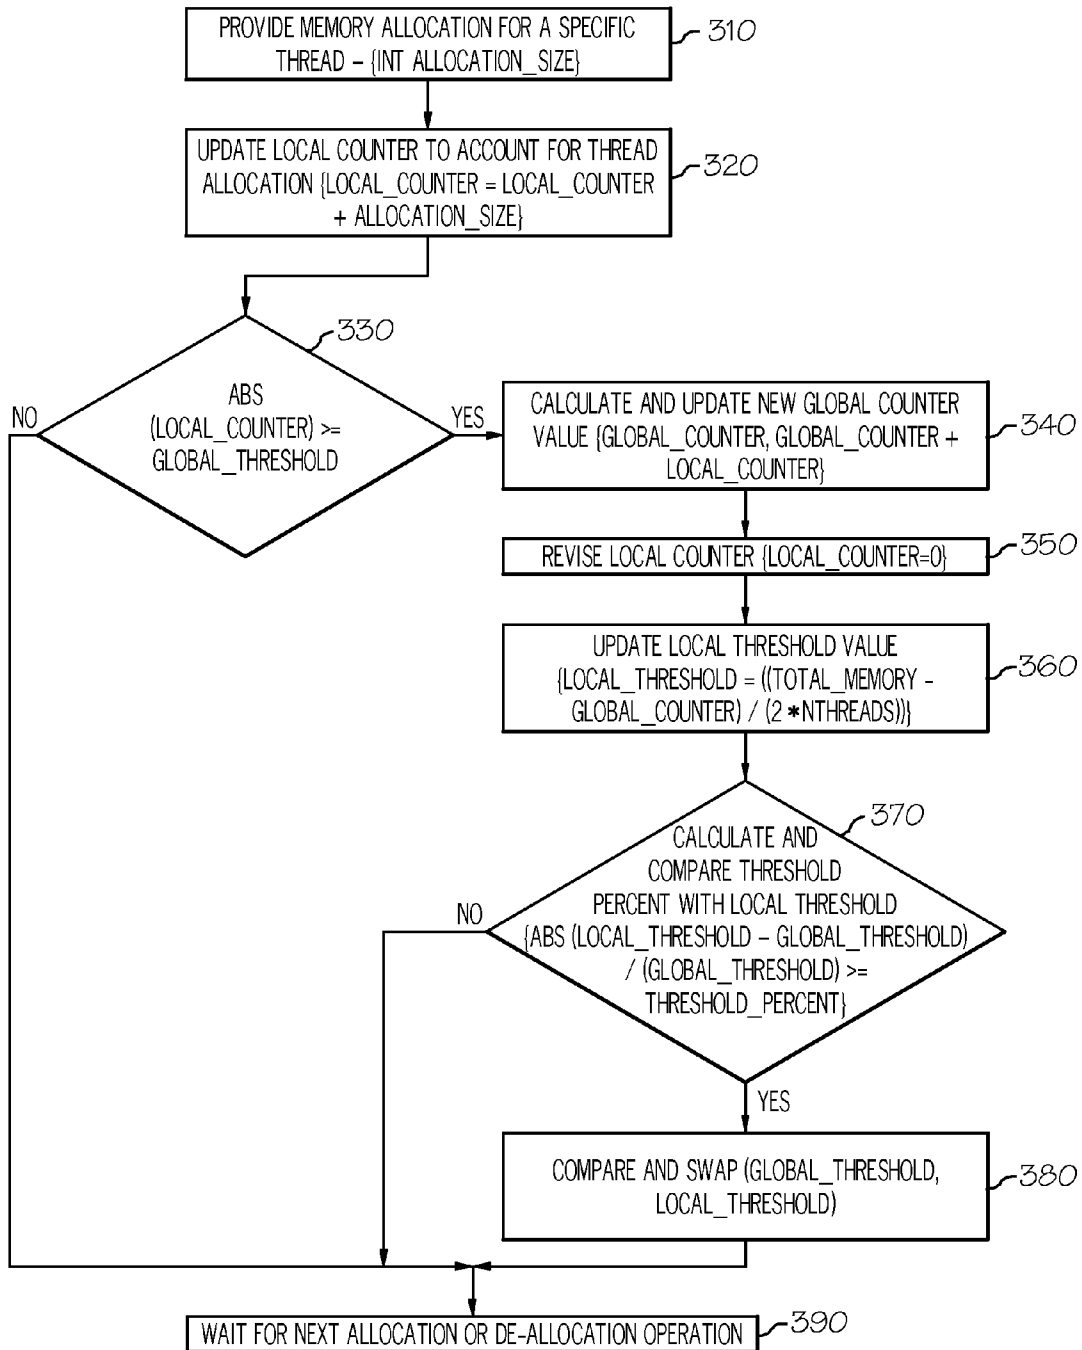 PROVIDE MEMORY ALLOCATION FOR A SPECIFIC
THREAD – {INT ALLOCATION_SIZE}
310
UPDATE LOCAL COUNTER TO ACCOUNT FOR THREAD
ALLOCATION {LOCAL_COUNTER = LOCAL_COUNTER
+ ALLOCATION_SIZE}
320
330
ABS
(LOCAL_COUNTER) >=
GLOBAL_THRESHOLD
NO
YES
CALCULATE AND UPDATE NEW GLOBAL COUNTER
VALUE {GLOBAL_COUNTER, GLOBAL_COUNTER +
LOCAL_COUNTER}
340
REVISE LOCAL COUNTER {LOCAL_COUNTER=0}
350
UPDATE LOCAL THRESHOLD VALUE
{LOCAL_THRESHOLD = ((TOTAL_MEMORY –
GLOBAL_COUNTER) / (2 *NTHREADS))}
360
370
CALCULATE AND
COMPARE THRESHOLD
PERCENT WITH LOCAL THRESHOLD
{ABS (LOCAL_THRESHOLD – GLOBAL_THRESHOLD)
/ (GLOBAL_THRESHOLD) >=
THRESHOLD_PERCENT}
NO
YES
COMPARE AND SWAP (GLOBAL_THRESHOLD,
LOCAL_THRESHOLD)
380
WAIT FOR NEXT ALLOCATION OR DE-ALLOCATION OPERATION
390